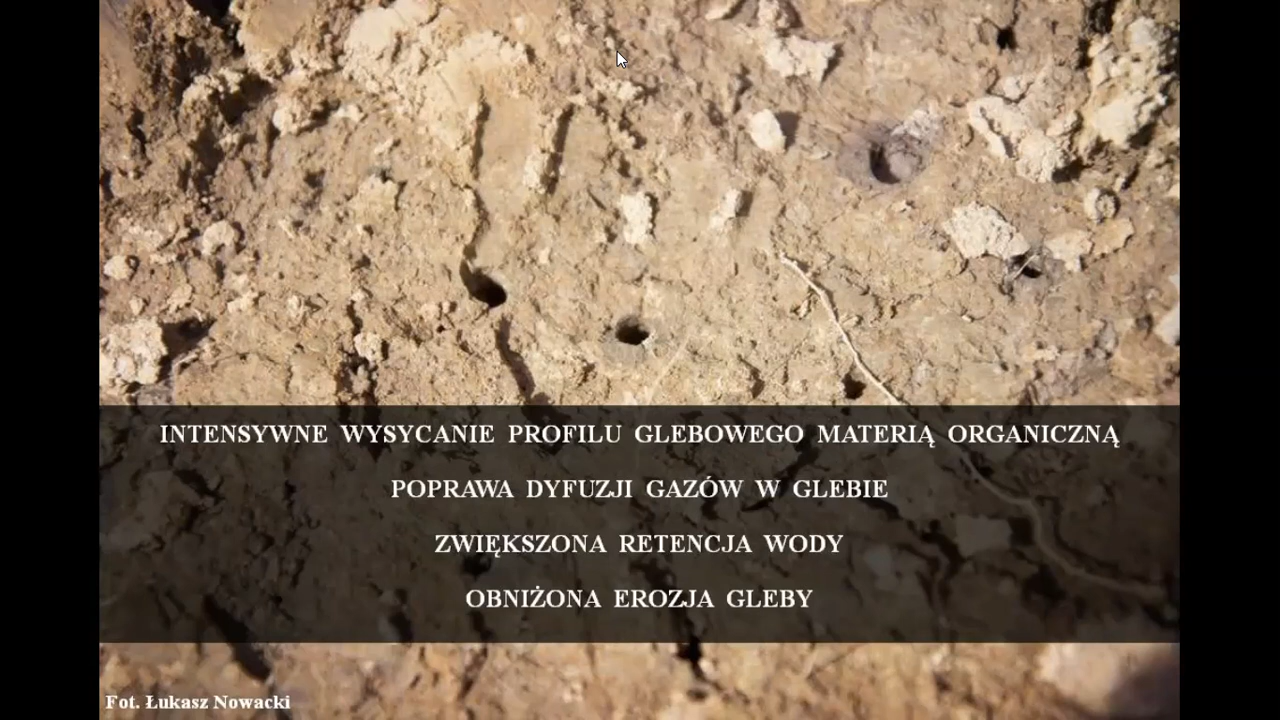 INTENSYWNE WYSYCANIE PROFILU GLEBOWEGO MATERIĄ ORGANICZNĄ
POPRAWA DYFUZJI GAZÓW W GLEBIE
ZWIĘKSZONA RETENCJA WODY
OBNIŻONA EROZJA GLEBY
Fot. Łukasz Nowacki